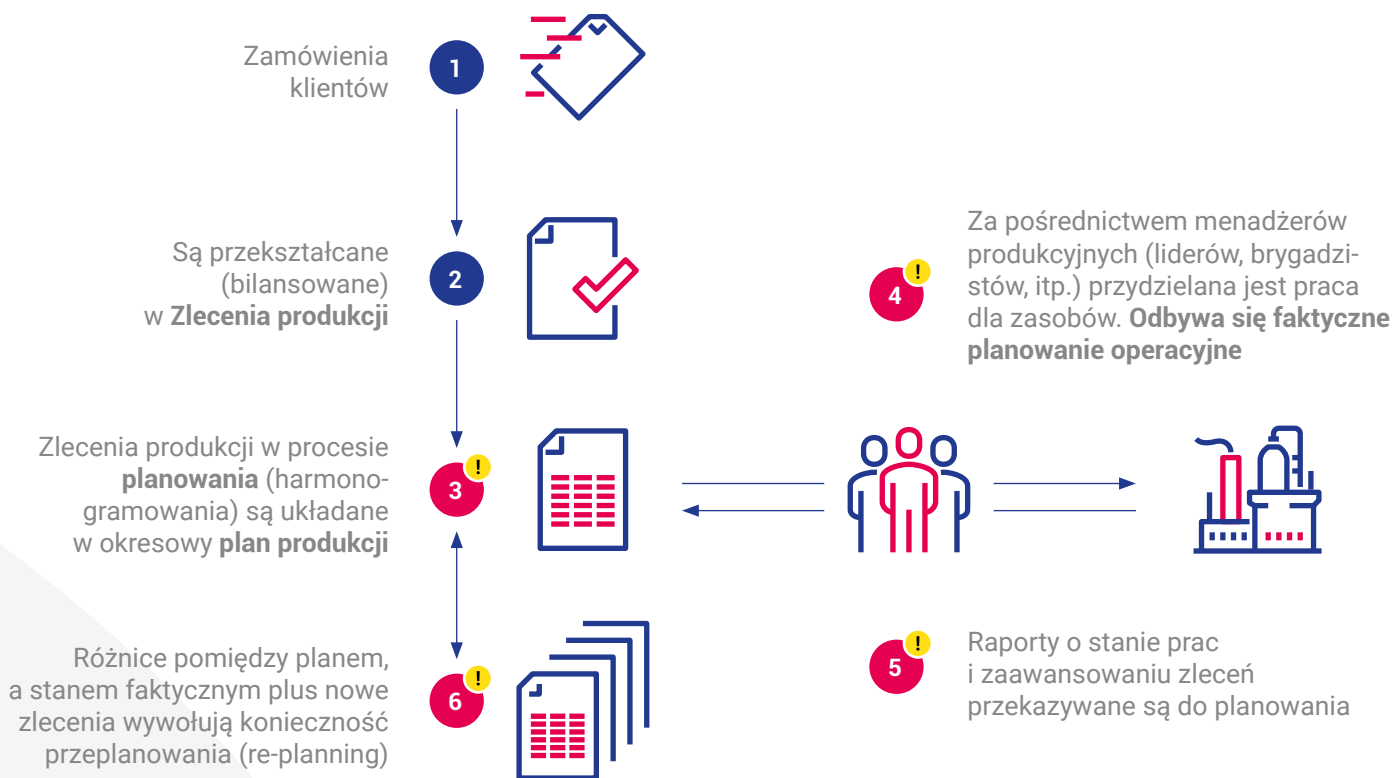 Zamówienia
klientów
1
Są przekształcane
(bilansowane)
w Zlecenia produkcji
2
Zlecenia produkcji w procesie
planowania (harmono-
gramowania) są układane
w okresowy plan produkcji
3
!
Za pośrednictwem menadżerów
produkcyjnych (liderów, brygadzi-
stów, itp.) przydzielana jest praca
dla zasobów. Odbywa się faktyczne
planowanie operacyjne
4
!
Raporty o stanie prac
i zaawansowaniu zleceń
przekazywane są do planowania
5
!
Różnice pomiędzy planem,
a stanem faktycznym plus nowe
zlecenia wywołują konieczność
przeplanowania (re-planning)
6
!